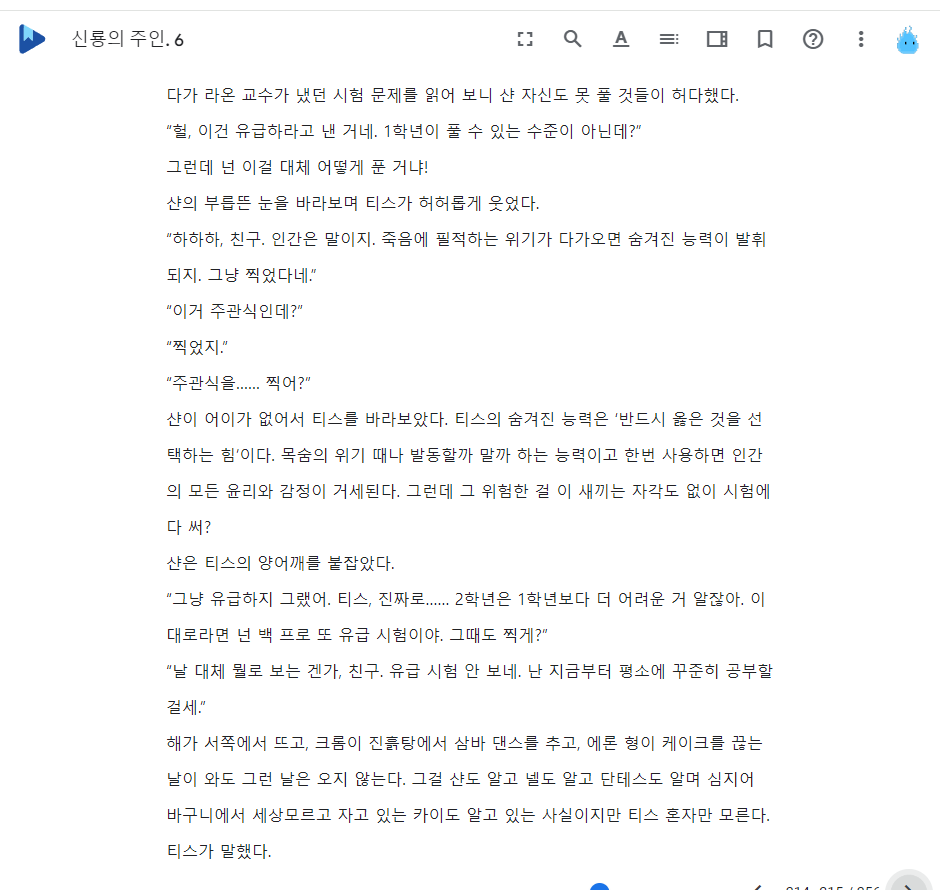 신룡의 주인. 6
다가 라온 교수가 냈던 시험 문제를 읽어 보니 샨 자신도 못 풀 것들이 허다했다.
“헐, 이건 유급하라고 낸 거네. 1학년이 풀 수 있는 수준이 아닌데?”
그런데 넌 이걸 대체 어떻게 푼 거냐!
샨의 부릅뜬 눈을 바라보며 티스가 허허롭게 웃었다.
“하하하, 친구. 인간은 말이지. 죽음에 필적하는 위기가 다가오면 숨겨진 능력이 발휘
되지. 그냥 찍었다네.”
“이거 주관식인데?”
“찍었지.”
“주관식을…… 찍어?”
샨이 어이가 없어서 티스를 바라보았다. 티스의 숨겨진 능력은 ‘반드시 옳은 것을 선
택하는 힘’이다. 목숨의 위기 때나 발동할까 말까 하는 능력이고 한번 사용하면 인간
의 모든 윤리와 감정이 거세된다. 그런데 그 위험한 걸 이 새끼는 자각도 없이 시험에
다 써?
샨은 티스의 양어깨를 붙잡았다.
“그냥 유급하지 그랬어. 티스, 진짜로…… 2학년은 1학년보다 더 어려운 거 알잖아. 이
대로라면 넌 백 프로 또 유급 시험이야. 그때도 찍게?”
“날 대체 뭘로 보는 겐가, 친구. 유급 시험 안 보네. 난 지금부터 평소에 꾸준히 공부할
걸세.”
해가 서쪽에서 뜨고, 크롬이 진흙탕에서 삼바 댄스를 추고, 에론 형이 케이크를 끊는
날이 와도 그런 날은 오지 않는다. 그걸 샨도 알고 넬도 알고 단테스도 알며 심지어
바구니에서 세상모르고 자고 있는 카이도 알고 있는 사실이지만 티스 혼자만 모른다.
티스가 말했다.